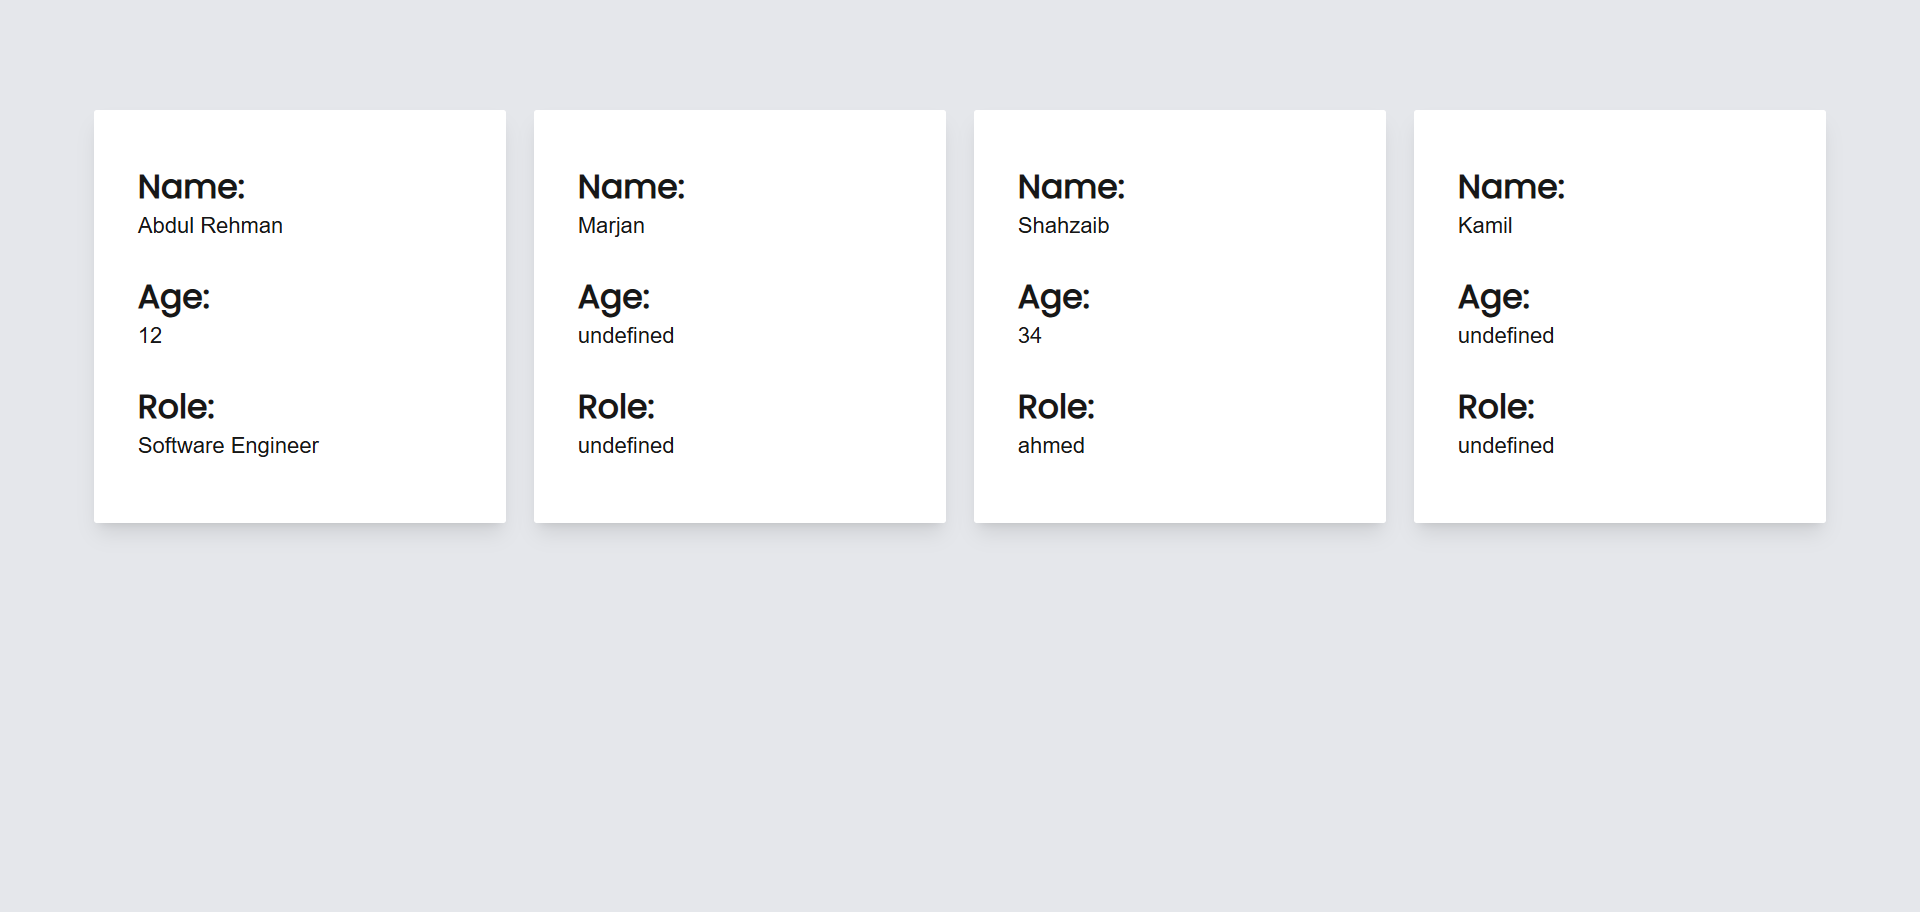 Name:
Abdul Rehman
Age:
12
Role:
Software Engineer
Name:
Marjan
Age:
undefined
Role:
undefined
Name:
Shahzaib
Age:
34
Role:
ahmed
Name:
Kamil
Age:
undefined
Role:
undefined